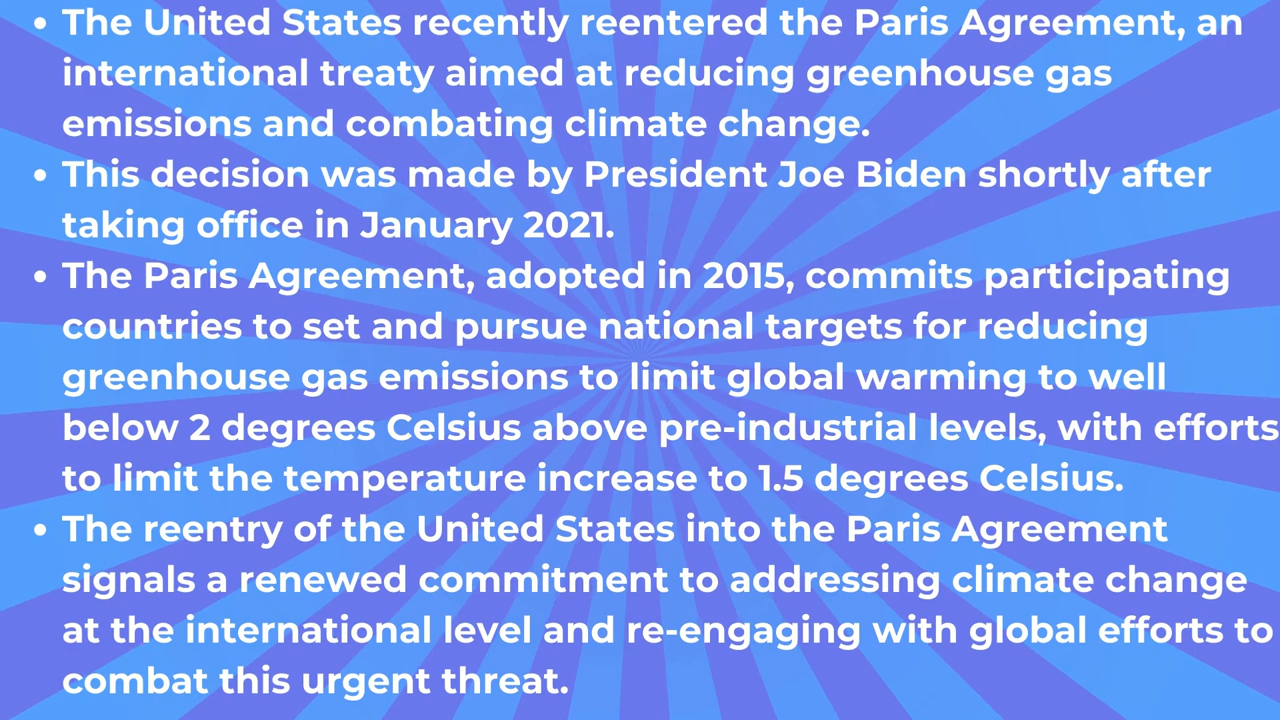 • The United States recently reentered the Paris Agreement, an
international treaty aimed at reducing greenhouse gas
emissions and combating climate change.
• This decision was made by President Joe Biden shortly after
taking office in January 2021.
• The Paris Agreement, adopted in 2015, commits participating
countries to set and pursue national targets for reducing
greenhouse gas emissions to limit global warming to well
below 2 degrees Celsius above pre-industrial levels, with efforts
to limit the temperature increase to 1.5 degrees Celsius.
• The reentry of the United States into the Paris Agreement
signals a renewed commitment to addressing climate change
at the international level and re-engaging with global efforts to
combat this urgent threat.